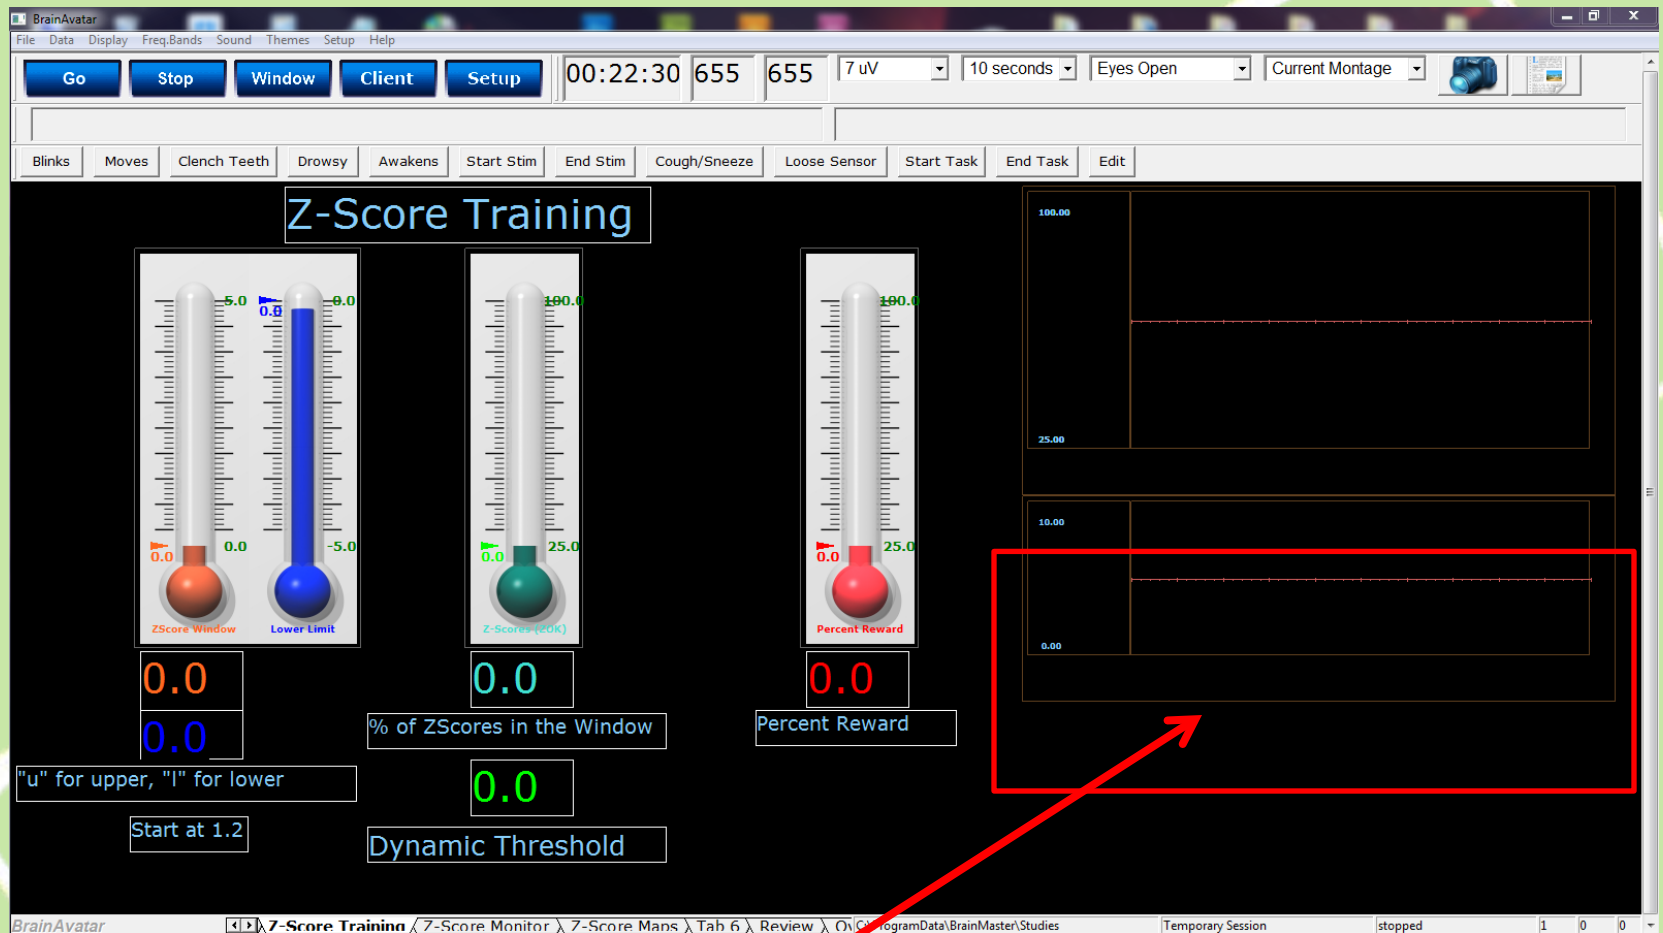 BrainAvatar
File Data Display Freq.Bands Sound Themes Setup Help
Go Stop Window Client Setup 00:22:30 655 655 7 uV 10 seconds Eyes Open Current Montage
Blinks Moves Clench Teeth Drowsy Awakens Start Stim End Stim Cough/Sneeze Loose Sensor Start Task End Task Edit
Z-Score Training
5.0
0.0
0.0
0.0
-5.0
ZScore Window
Lower Limit
0.0
0.0
"u" for upper, "l" for lower
Start at 1.2
100.0
0.0
25.0
Z-Scores (ZOK)
0.0
% of ZScores in the Window
0.0
Dynamic Threshold
100.0
0.0
25.0
Percent Reward
0.0
Percent Reward
100.00
25.00
10.00
0.00
BrainAvatar
Z-Score Training Z-Score Monitor Z-Score Maps Tab 6 Review
\BrainMaster\Studies Temporary Session stopped 1 0 0